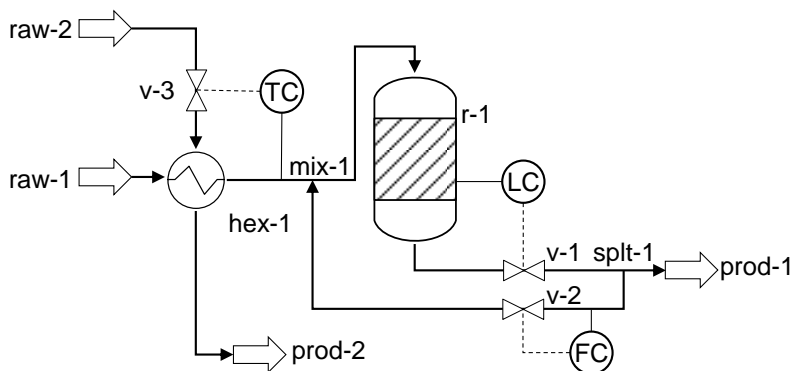 raw-2
v-3
TC
r-1
raw-1
mix-1
LC
hex-1
v-1
splt-1
prod-1
v-2
prod-2
FC